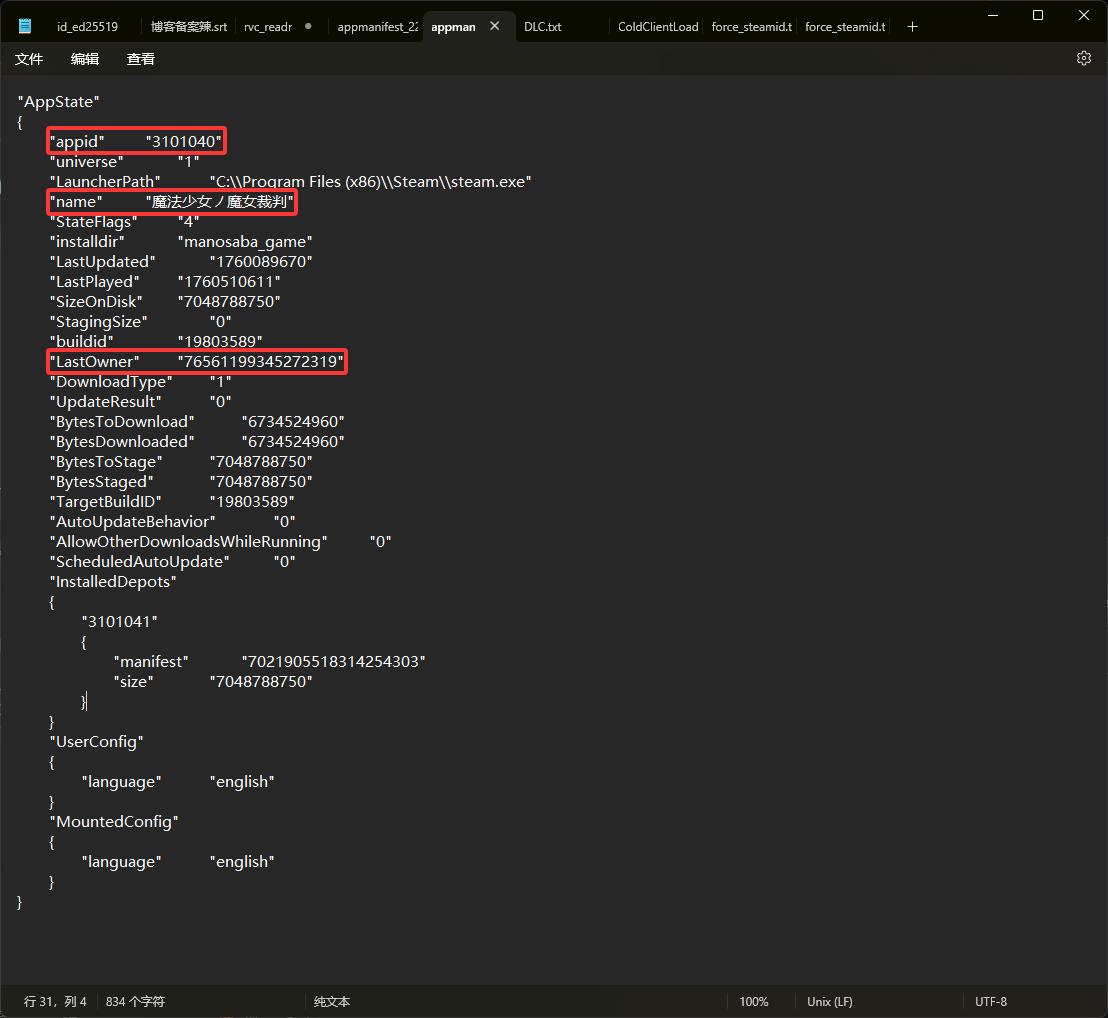 id_ed25519 博客备案辣.srt rvc_readr appmanifest_22 appman DLC.txt ColdClientLoad force_steamid.t force_steamid.t
文件 编辑 查看
"AppState"
{
"appid" "3101040"
"universe" "1"
"LauncherPath" "C:\\Program Files (x86)\\Steam\\steam.exe"
"name" "魔法少女ノ魔女裁判"
"StateFlags" "4"
"installdir" "manosaba_game"
"LastUpdated" "1760089670"
"LastPlayed" "1760510611"
"SizeOnDisk" "7048788750"
"StagingSize" "0"
"buildid" "19803589"
"LastOwner" "76561199345272319"
"DownloadType" "1"
"UpdateResult" "0"
"BytesToDownload" "6734524960"
"BytesDownloaded" "6734524960"
"BytesToStage" "7048788750"
"BytesStaged" "7048788750"
"TargetBuildID" "19803589"
"AutoUpdateBehavior" "0"
"AllowOtherDownloadsWhileRunning" "0"
"ScheduledAutoUpdate" "0"
"InstalledDepots"
{
"3101041"
{
"manifest" "7021905518314254303"
"size" "7048788750"
}
}
"UserConfig"
{
"language" "english"
}
"MountedConfig"
{
"language" "english"
}
}
行 31，列 4 834 个字符 纯文本 100% Unix (LF) UTF-8